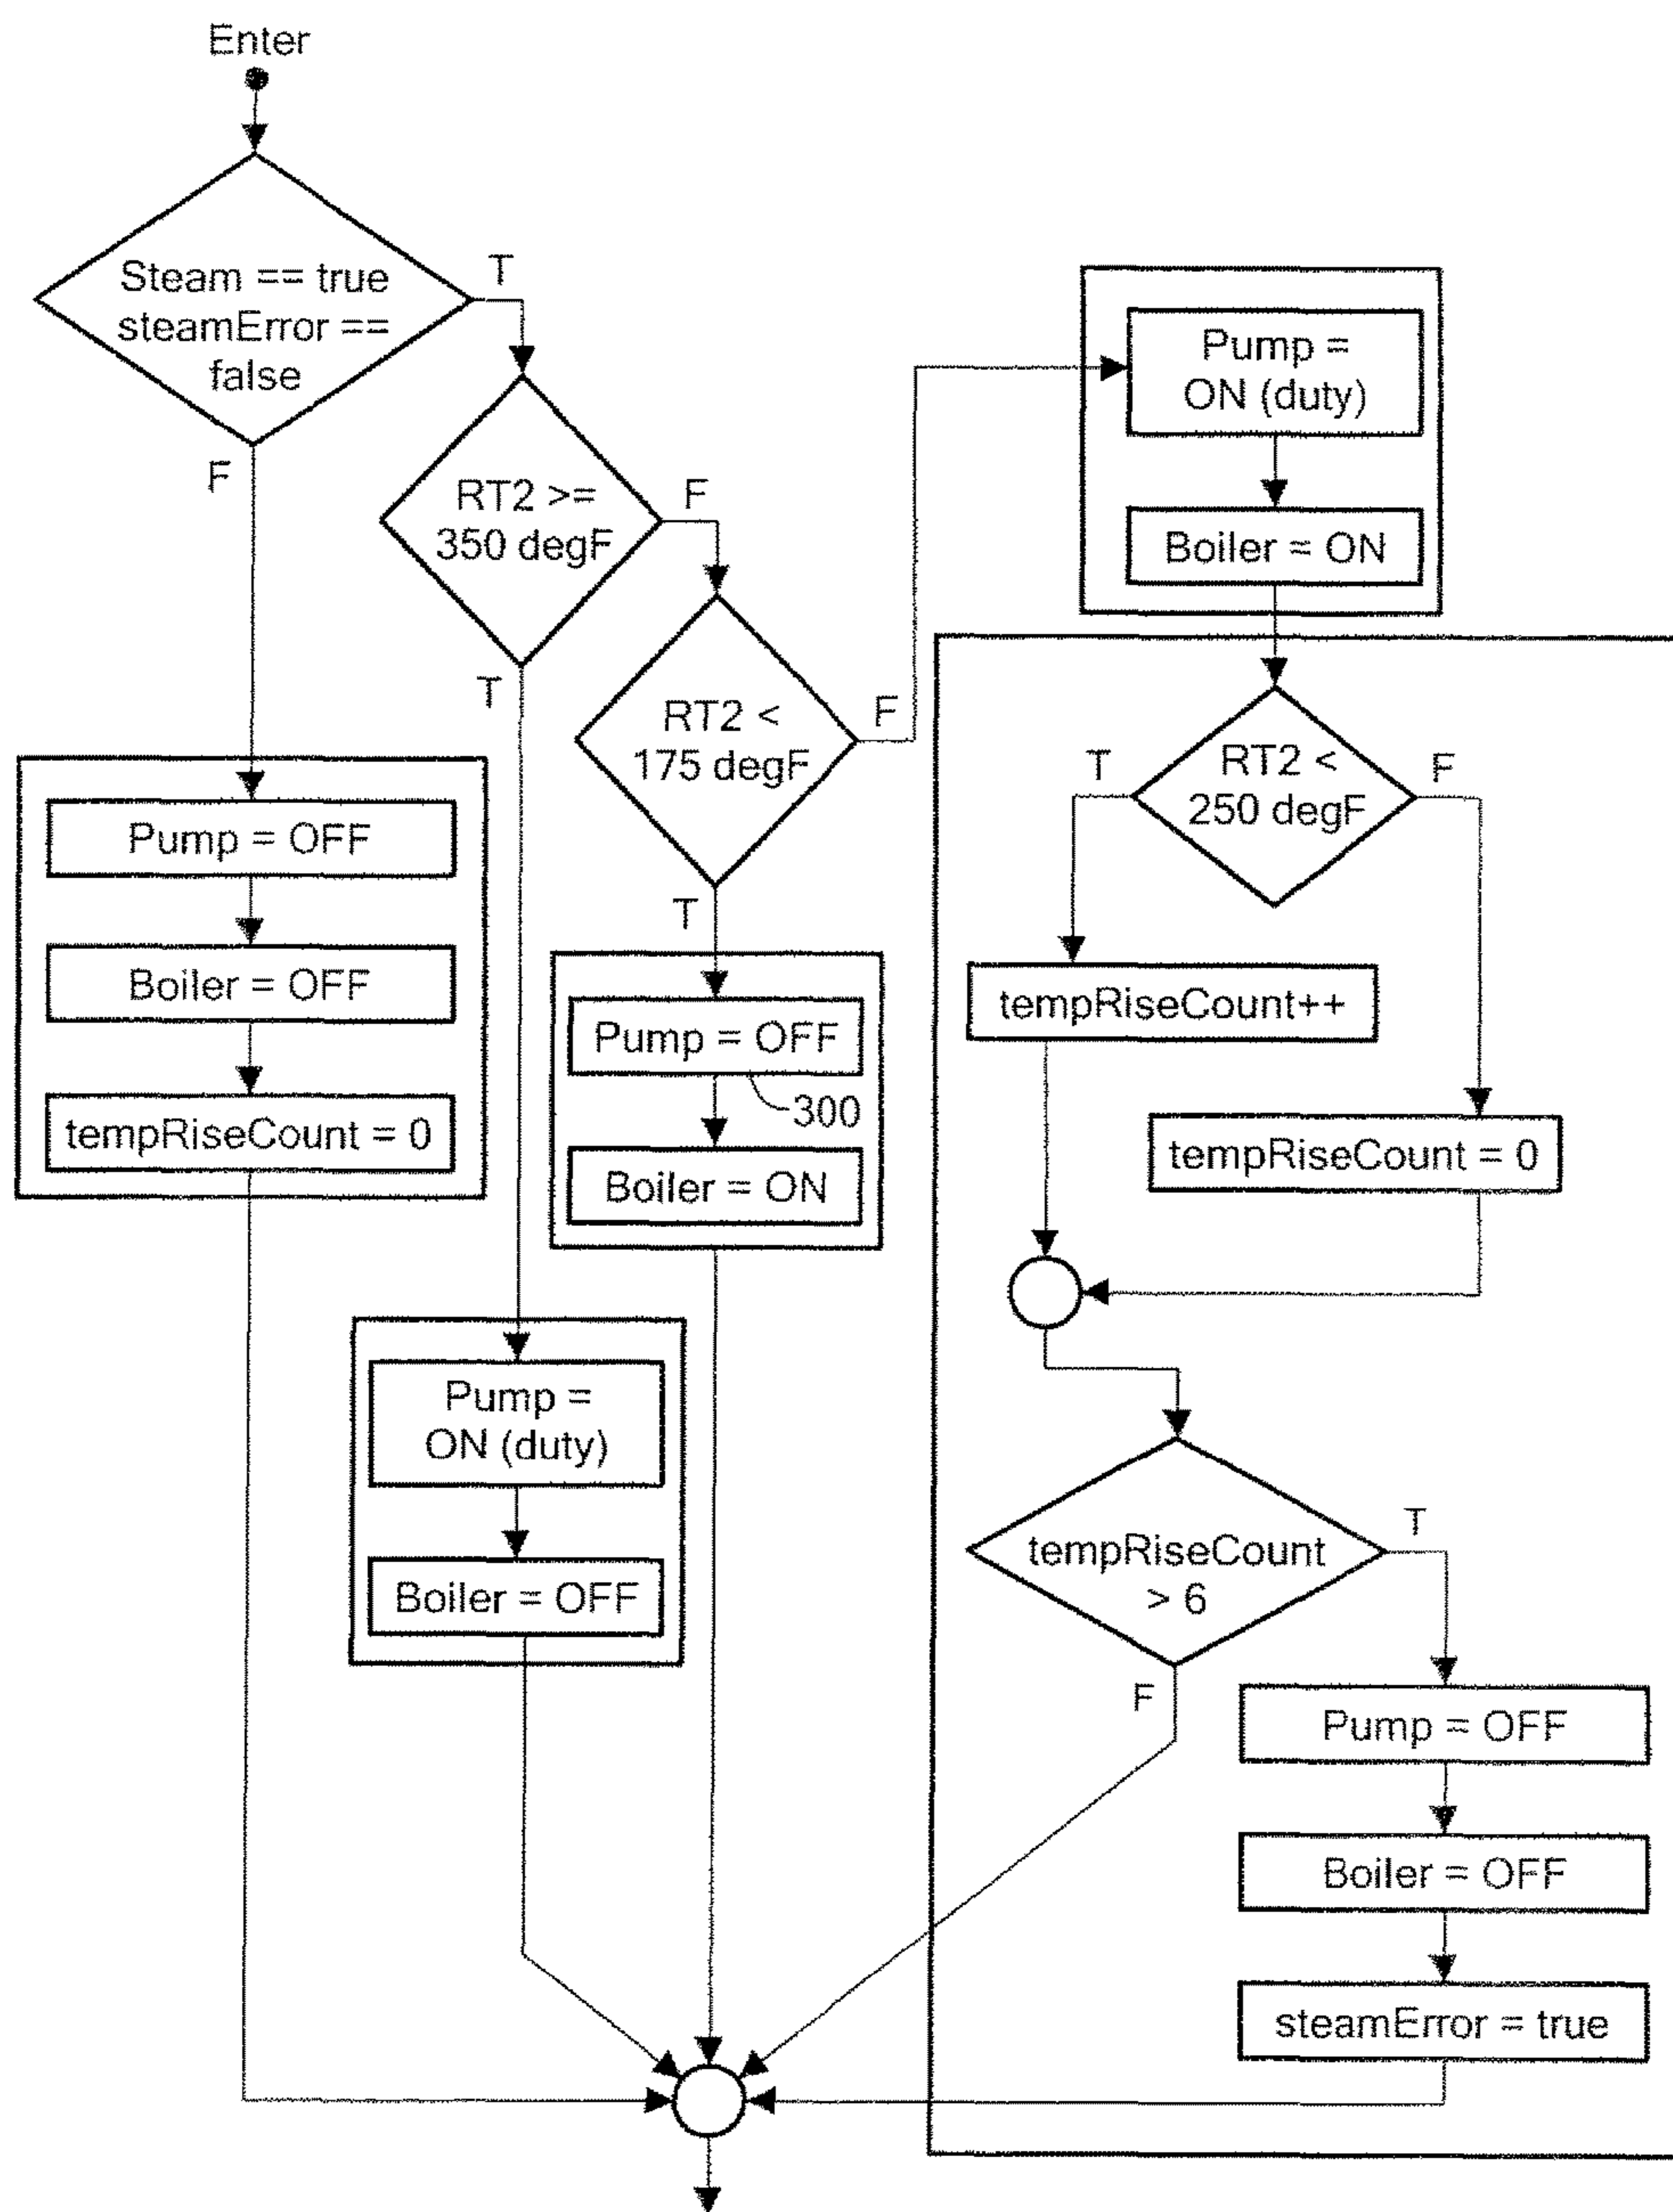 Enter
Steam == true
steamError ==
false
T
F
RT2 >=
350 degF
F
T
RT2 <
175 degF
F
T
Pump = OFF
Boiler = OFF
tempRiseCount = 0
Pump =
ON (duty)
Boiler = OFF
Pump = OFF
300
Boiler = ON
Pump =
ON (duty)
Boiler = ON
RT2 <
250 degF
T
F
tempRiseCount++
tempRiseCount = 0
tempRiseCount
> 6
T
F
Pump = OFF
Boiler = OFF
steamError = true